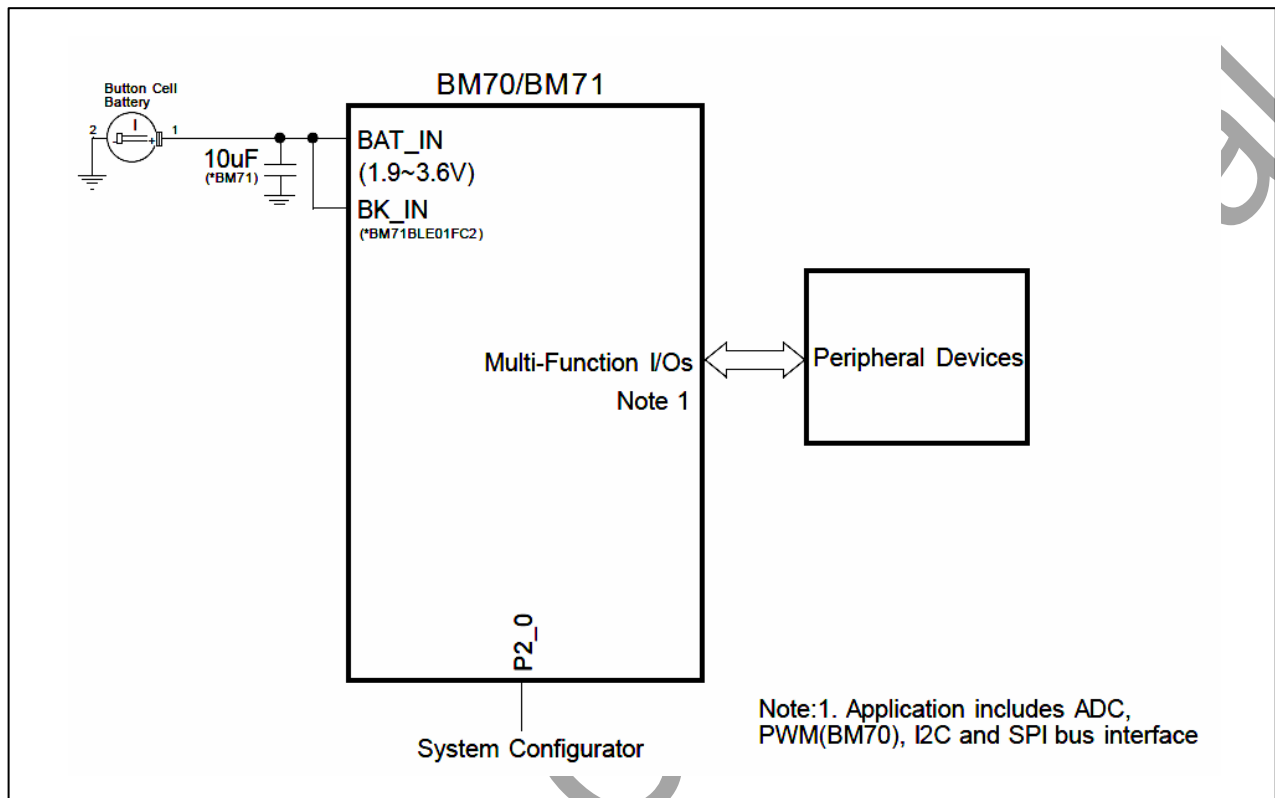 BM70/BM71
Button Cell
Battery
2
1
- +
10uF
(*BM71)
BAT_IN
(1.9~3.6V)
BK_IN
(*BM71BLE01FC2)
Multi-Function I/Os
Note 1
Peripheral Devices
P2_0
System Configurator
Note:1. Application includes ADC,
PWM(BM70), I2C and SPI bus interface